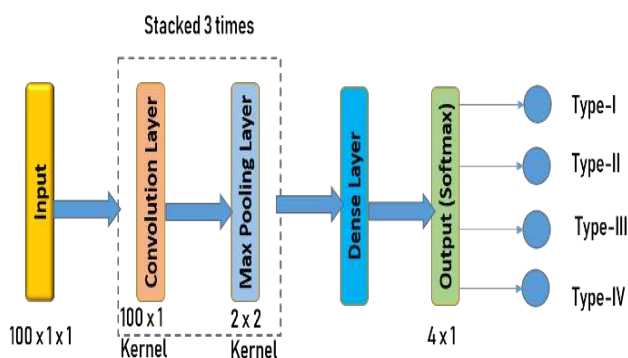 Stacked 3 times
Input
Convolution Layer
Max Pooling Layer
Dense Layer
Output (Softmax)
Type-I
Type-II
Type-III
Type-IV
100 x 1 x 1
100 x 1
Kernel
2 x 2
Kernel
4 x 1